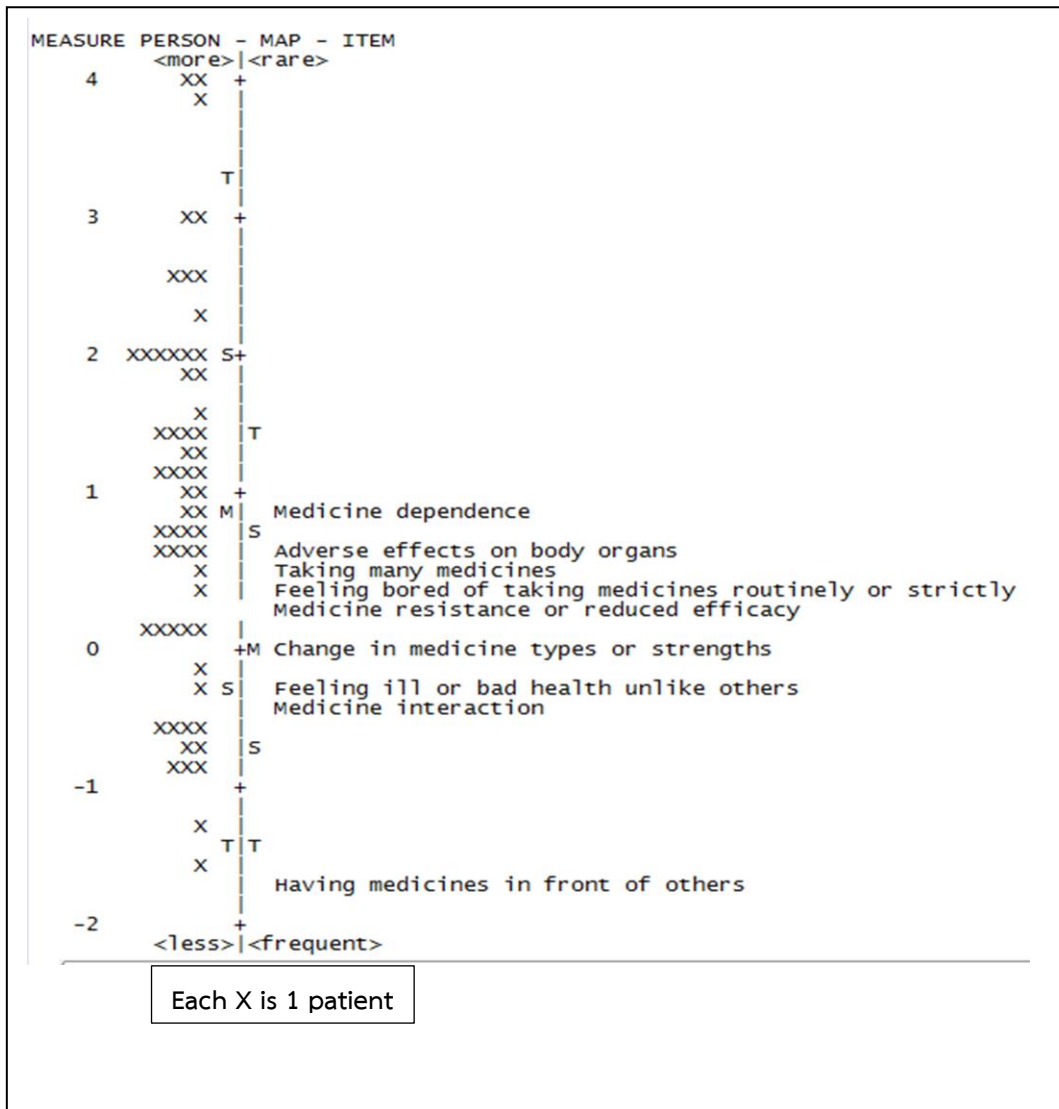 MEASURE PERSON - MAP - ITEM
<more>|<rare>
4 XX +
X |
|
|
|
T|
|
3 XX +
|
|
XXX |
|
X |
|
2 XXXXXX S+
XX |
|
X |
XXXX |T
XX |
XXXX |
1 XX +
XX M| Medicine dependence
XXXX |S
XXXX | Adverse effects on body organs
X | Taking many medicines
X | Feeling bored of taking medicines routinely or strictly
Medicine resistance or reduced efficacy
XXXXX |
0 +M Change in medicine types or strengths
X |
X S| Feeling ill or bad health unlike others
| Medicine interaction
XXXX |
XX |S
XXX |
-1 +
|
X |
T|T
X |
| Having medicines in front of others
|
-2 +
<less>|<frequent>
Each X is 1 patient